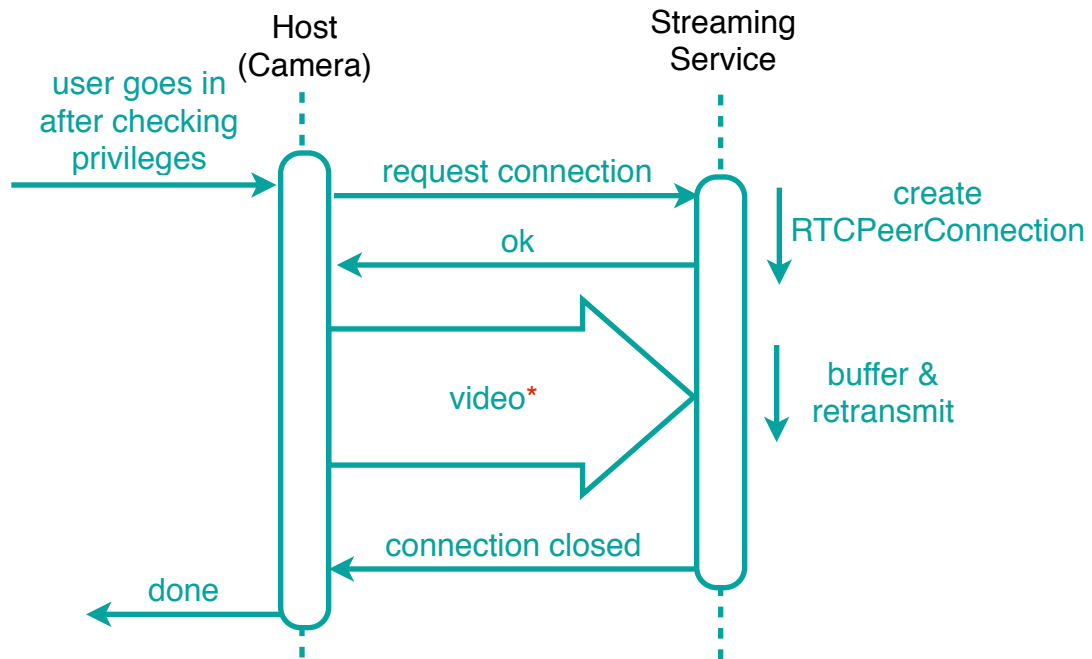 Host
(Camera)
Streaming
Service
user goes in
after checking
privileges
request connection
create
RTCPeerConnection
ok
video*
buffer &
retransmit
connection closed
done